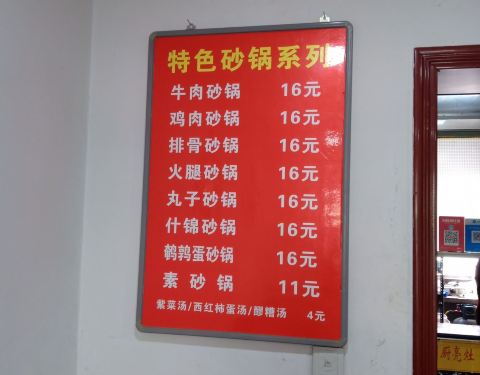 特色砂锅系列
牛肉砂锅 16元
鸡肉砂锅 16元
排骨砂锅 16元
火腿砂锅 16元
丸子砂锅 16元
什锦砂锅 16元
鹌鹑蛋砂锅 16元
素砂锅 11元
紫菜汤/西红柿蛋汤/醪糟汤 4元
厨亮灶